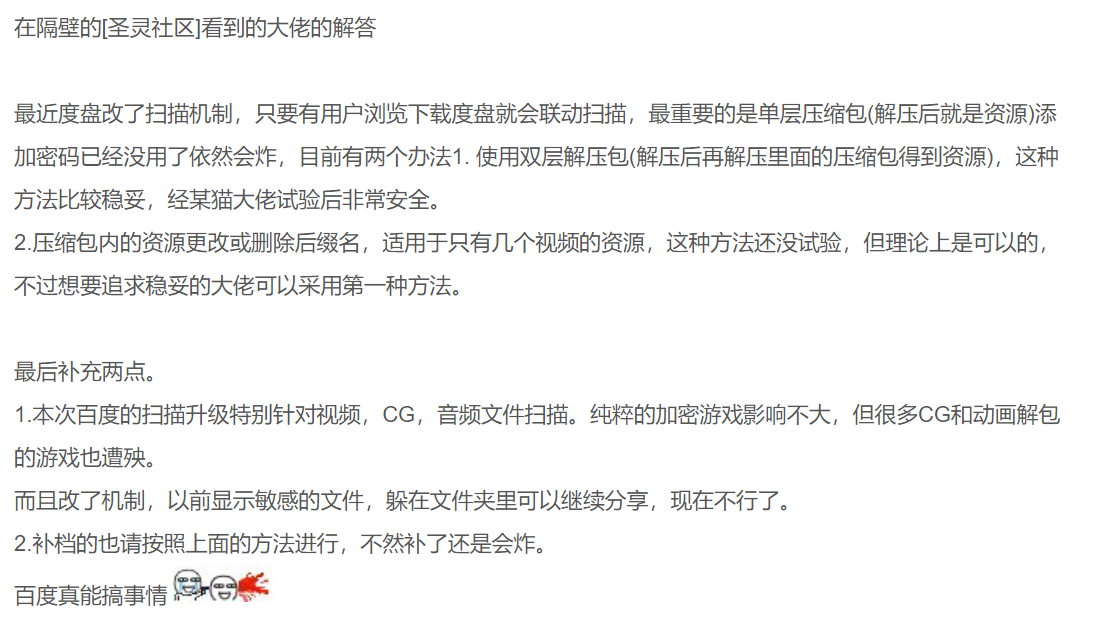 在隔壁的[圣灵社区]看到的大佬的解答
最近度盘改了扫描机制，只要有用户浏览下载度盘就会联动扫描，最重要的是单层压缩包(解压后就是资源)添
加密码已经没用了依然会炸，目前有两个办法1. 使用双层解压包(解压后再解压里面的压缩包得到资源)，这种
方法比较稳妥，经某猫大佬试验后非常安全。
2.压缩包内的资源更改或删除后缀名，适用于只有几个视频的资源，这种方法还没试验，但理论上是可以的，
不过想要追求稳妥的大佬可以采用第一种方法。
最后补充两点。
1.本次百度的扫描升级特别针对视频，CG，音频文件扫描。纯粹的加密游戏影响不大，但很多CG和动画解包
的游戏也遭殃。
而且改了机制，以前显示敏感的文件，躲在文件夹里可以继续分享，现在不行了。
2.补档的也请按照上面的方法进行，不然补了还是会炸。
百度真能搞事情